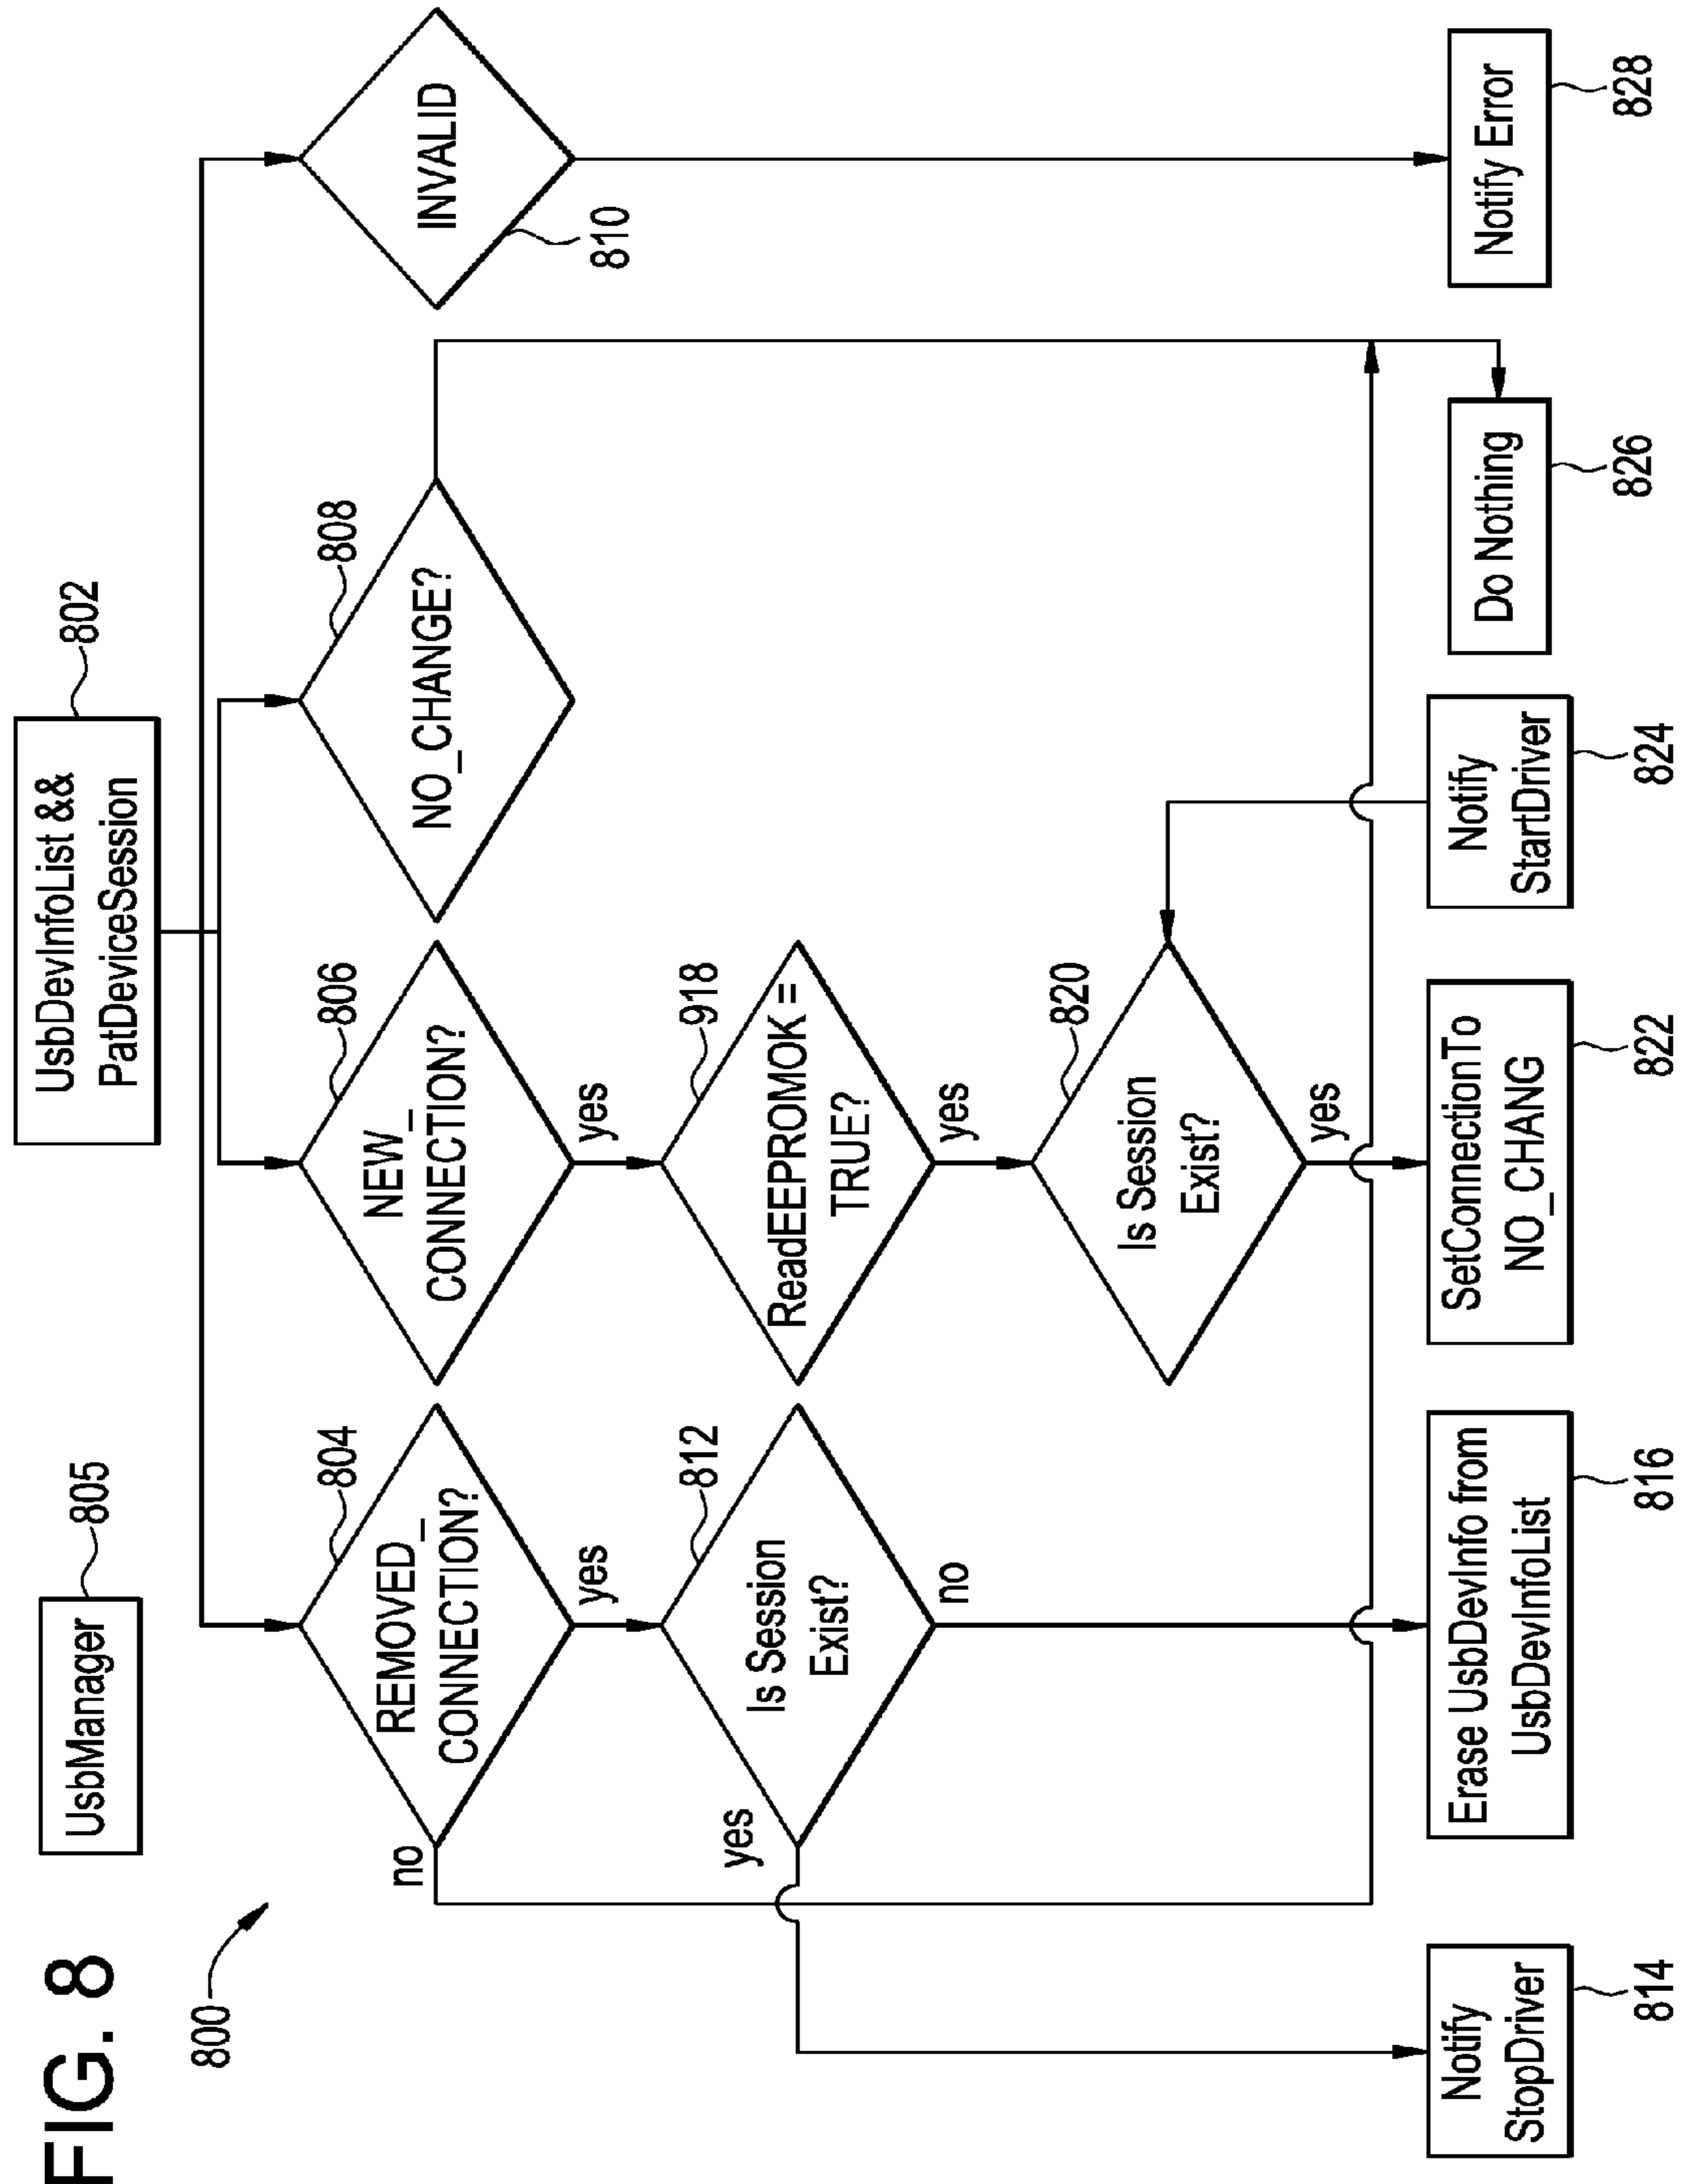 FIG. 8
800
UsbManager
805
UsbDevInfoList &&
PatDeviceSession
802
REMOVED_
CONNECTION?
804
no
yes
NEW_
CONNECTION?
806
yes
NO_CHANGE?
808
INVALID
810
Is Session
Exist?
812
yes
no
ReadEEPROMOK =
TRUE?
918
yes
Is Session
Exist?
820
yes
Notify
StopDriver
814
Erase UsbDevInfo from
UsbDevInfoList
816
SetConnectionTo
NO_CHANG
822
Notify
StartDriver
824
Do Nothing
826
Notify Error
828